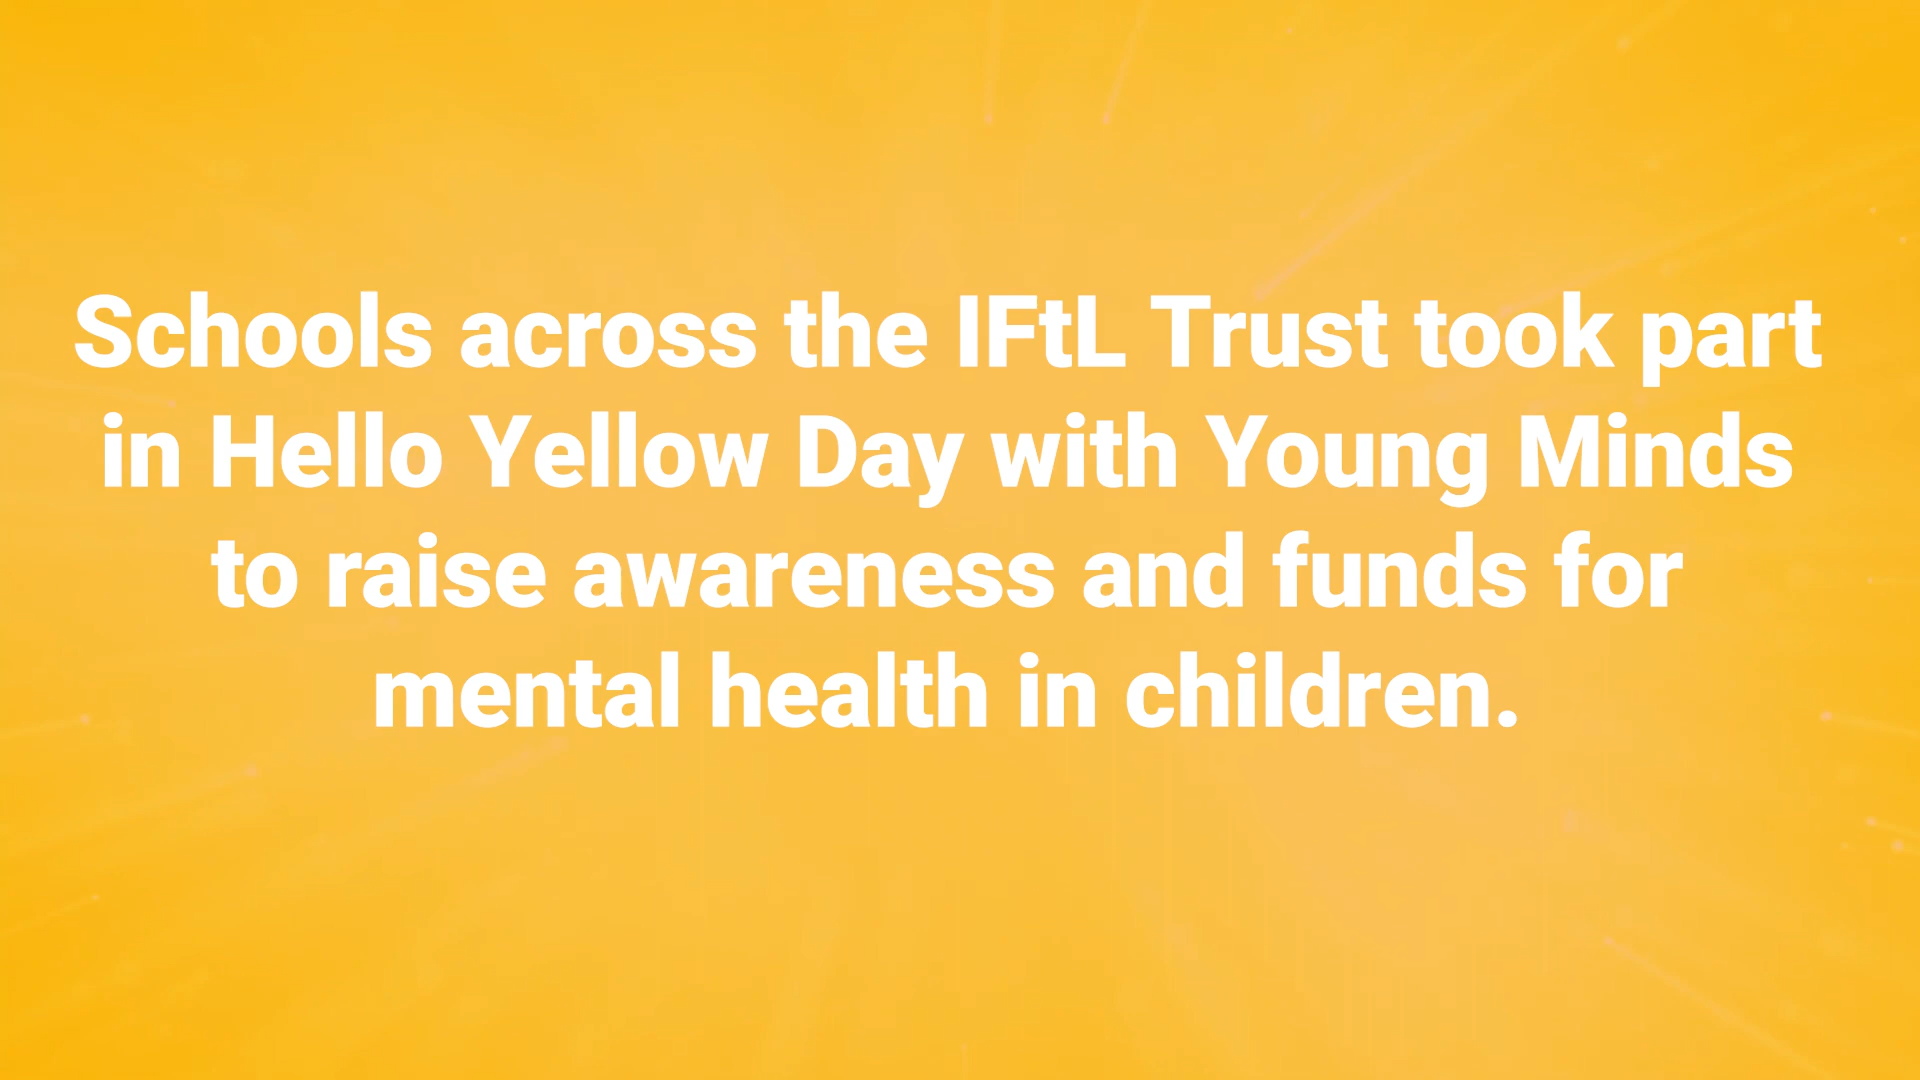 Schools across the IFtL Trust took part
in Hello Yellow Day with Young Minds
to raise awareness and funds for
mental health in children.